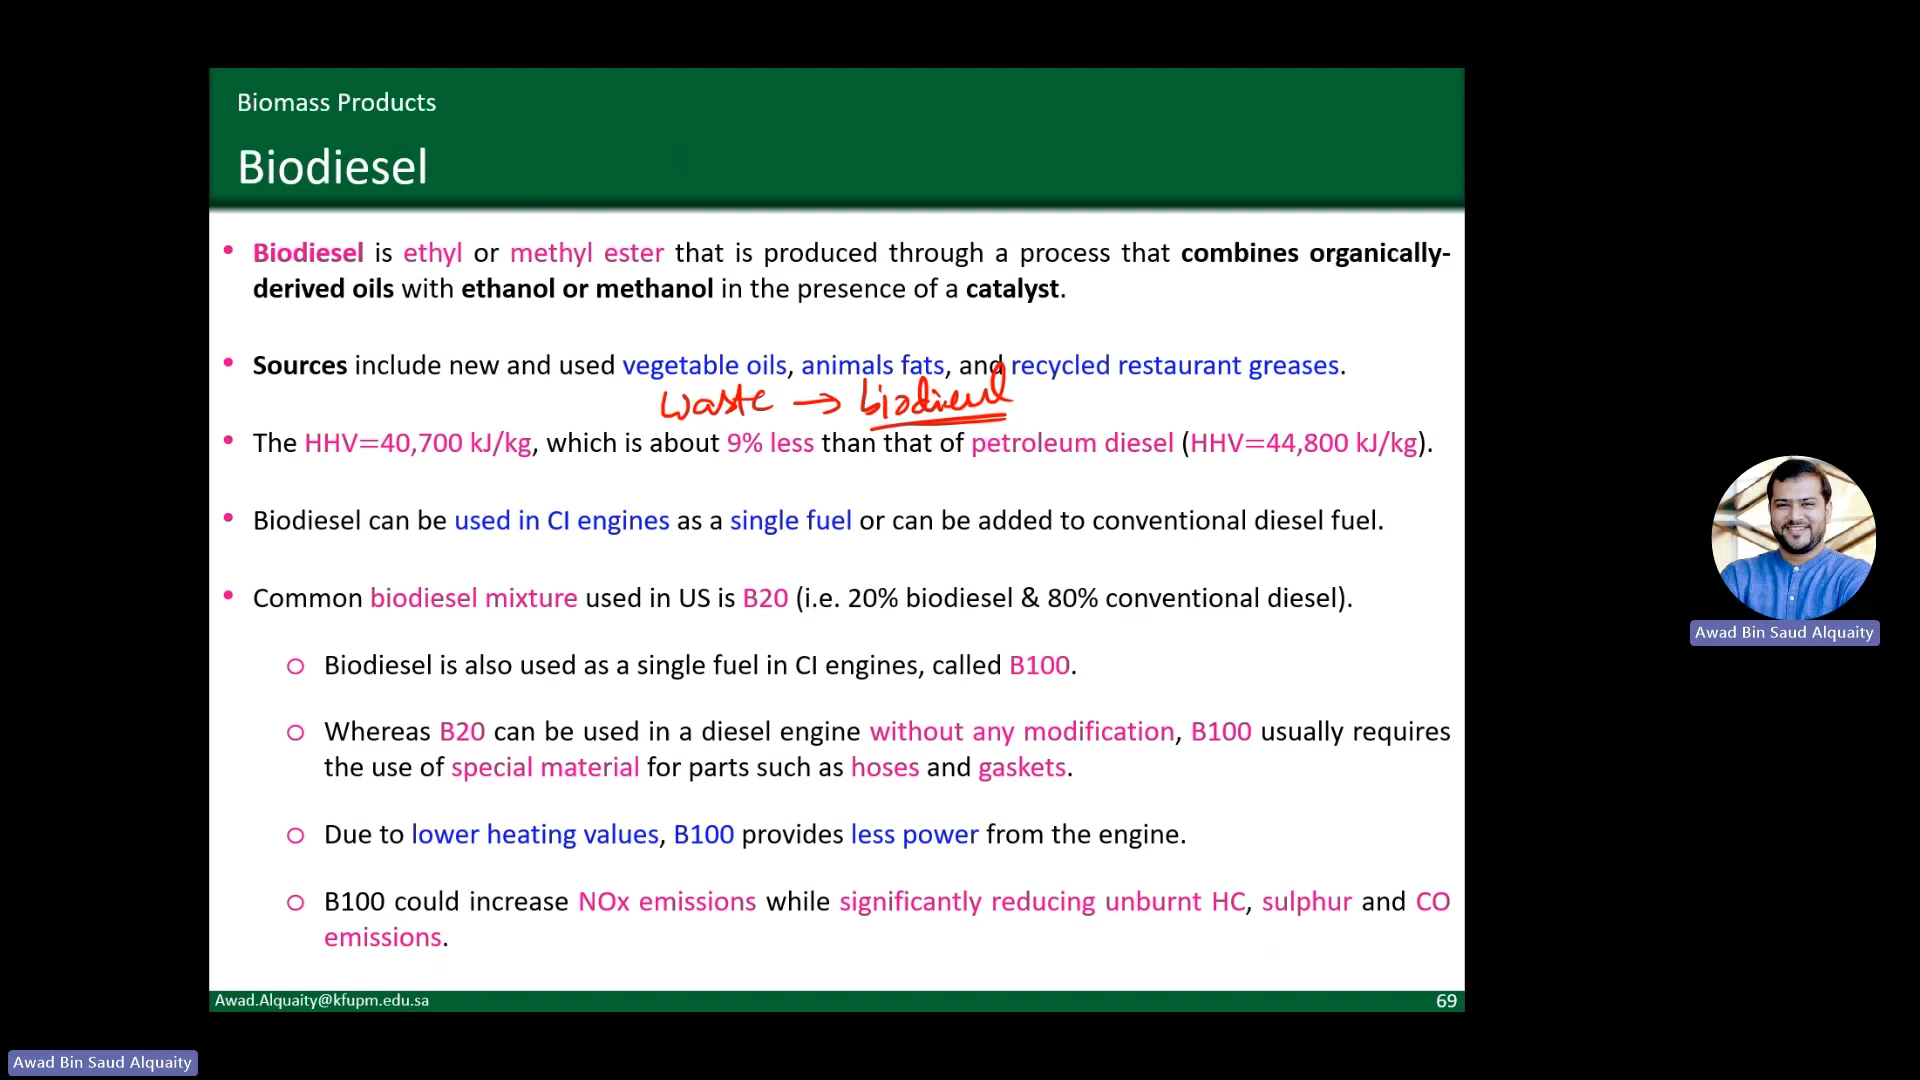 Biomass Products
Biodiesel
• Biodiesel is ethyl or methyl ester that is produced through a process that combines organically-
derived oils with ethanol or methanol in the presence of a catalyst.
• Sources include new and used vegetable oils, animals fats, and recycled restaurant greases.
waste → biodiesel
• The HHV=40,700 kJ/kg, which is about 9% less than that of petroleum diesel (HHV=44,800 kJ/kg).
• Biodiesel can be used in CI engines as a single fuel or can be added to conventional diesel fuel.
• Common biodiesel mixture used in US is B20 (i.e. 20% biodiesel & 80% conventional diesel).
○ Biodiesel is also used as a single fuel in CI engines, called B100.
○ Whereas B20 can be used in a diesel engine without any modification, B100 usually requires
the use of special material for parts such as hoses and gaskets.
○ Due to lower heating values, B100 provides less power from the engine.
○ B100 could increase NOx emissions while significantly reducing unburnt HC, sulphur and CO
emissions.
Awad.Alquaity@kfupm.edu.sa
69
Awad Bin Saud Alquaity
Awad Bin Saud Alquaity